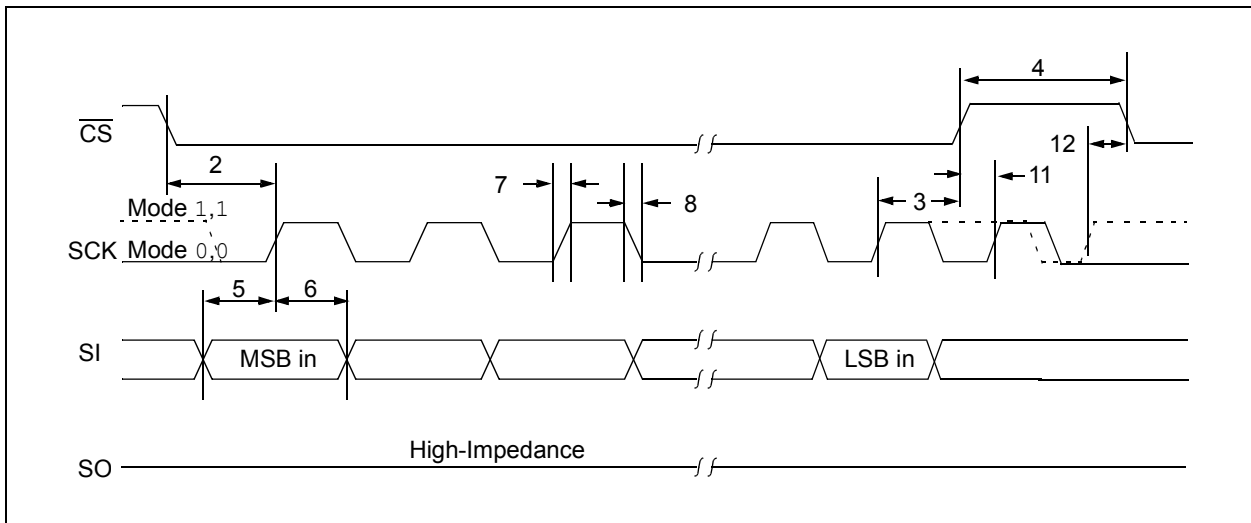 4
CS
12
2
7
8
3
11
Mode 1,1
SCK Mode 0,0
5
6
SI
MSB in
LSB in
High-Impedance
SO